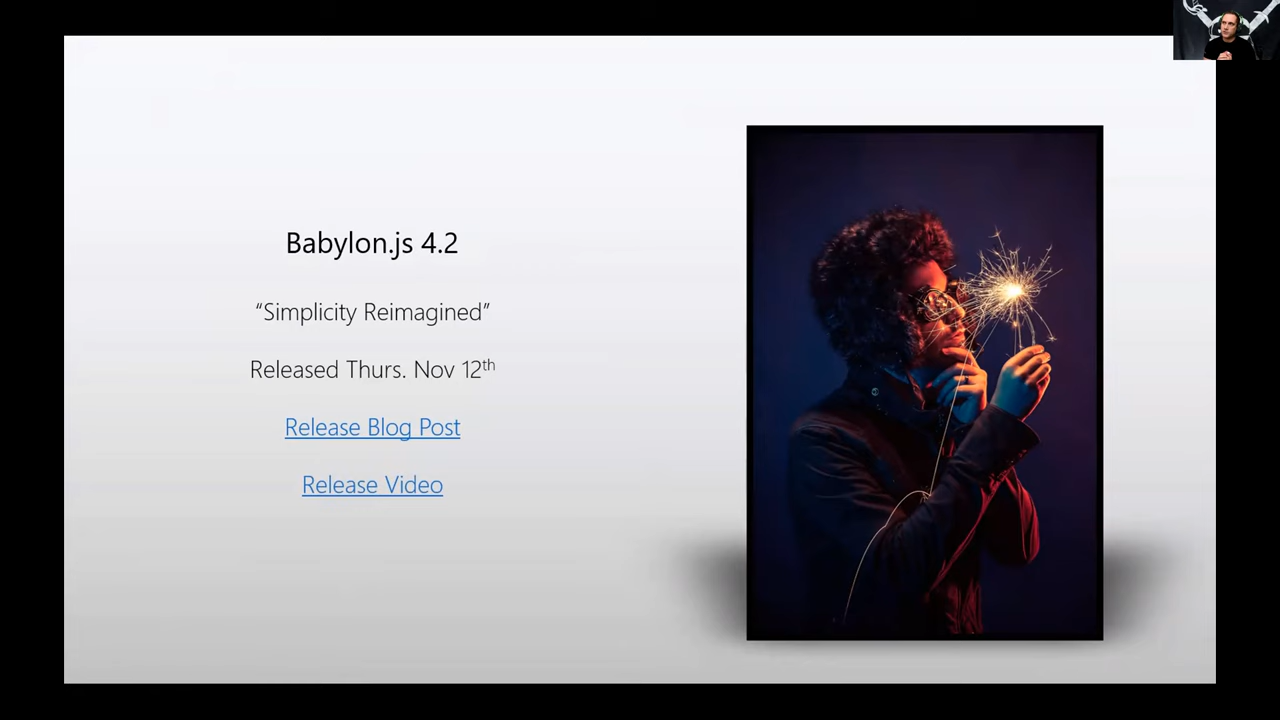 Babylon.js 4.2
“Simplicity Reimagined”
Released Thurs. Nov 12th
Release Blog Post
Release Video